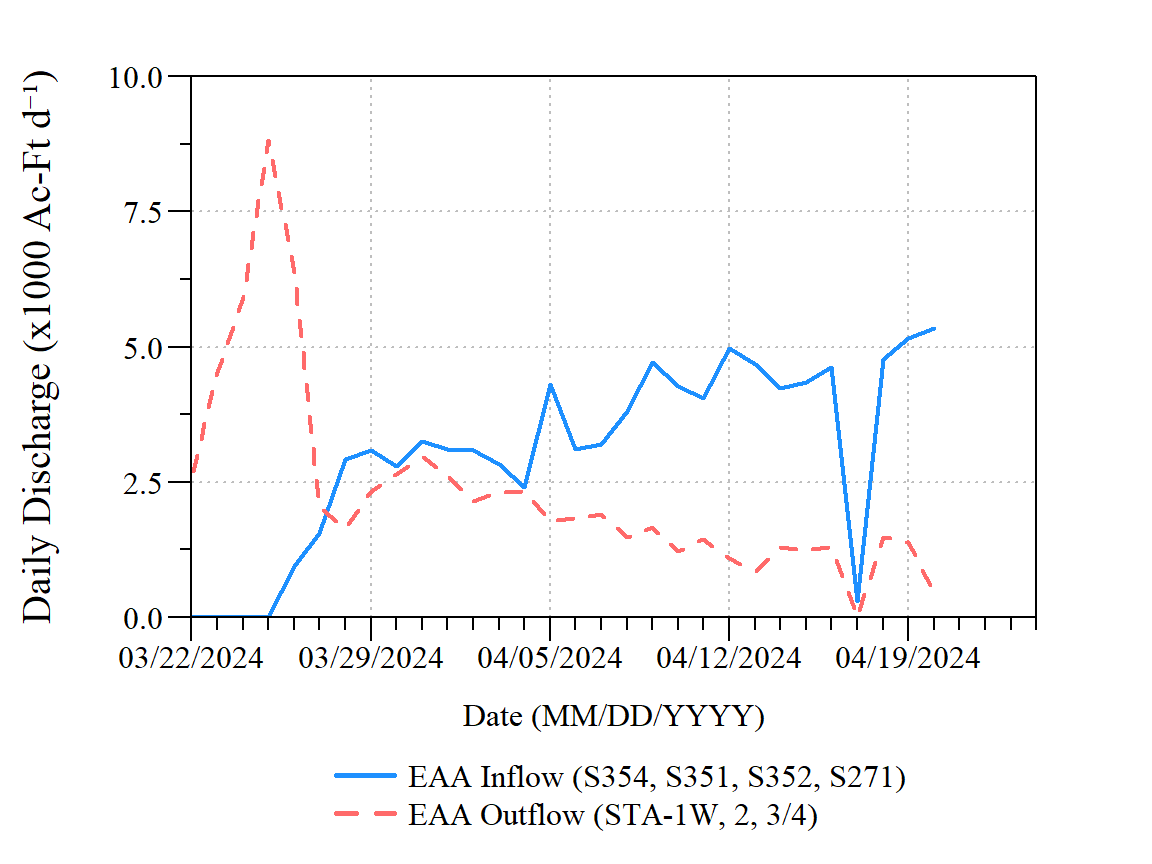 Daily Discharge (x1000 Ac-Ft d⁻¹)
10.0
7.5
5.0
2.5
0.0
03/22/2024 03/29/2024 04/05/2024 04/12/2024 04/19/2024
Date (MM/DD/YYYY)
EAA Inflow (S354, S351, S352, S271)
EAA Outflow (STA-1W, 2, 3/4)